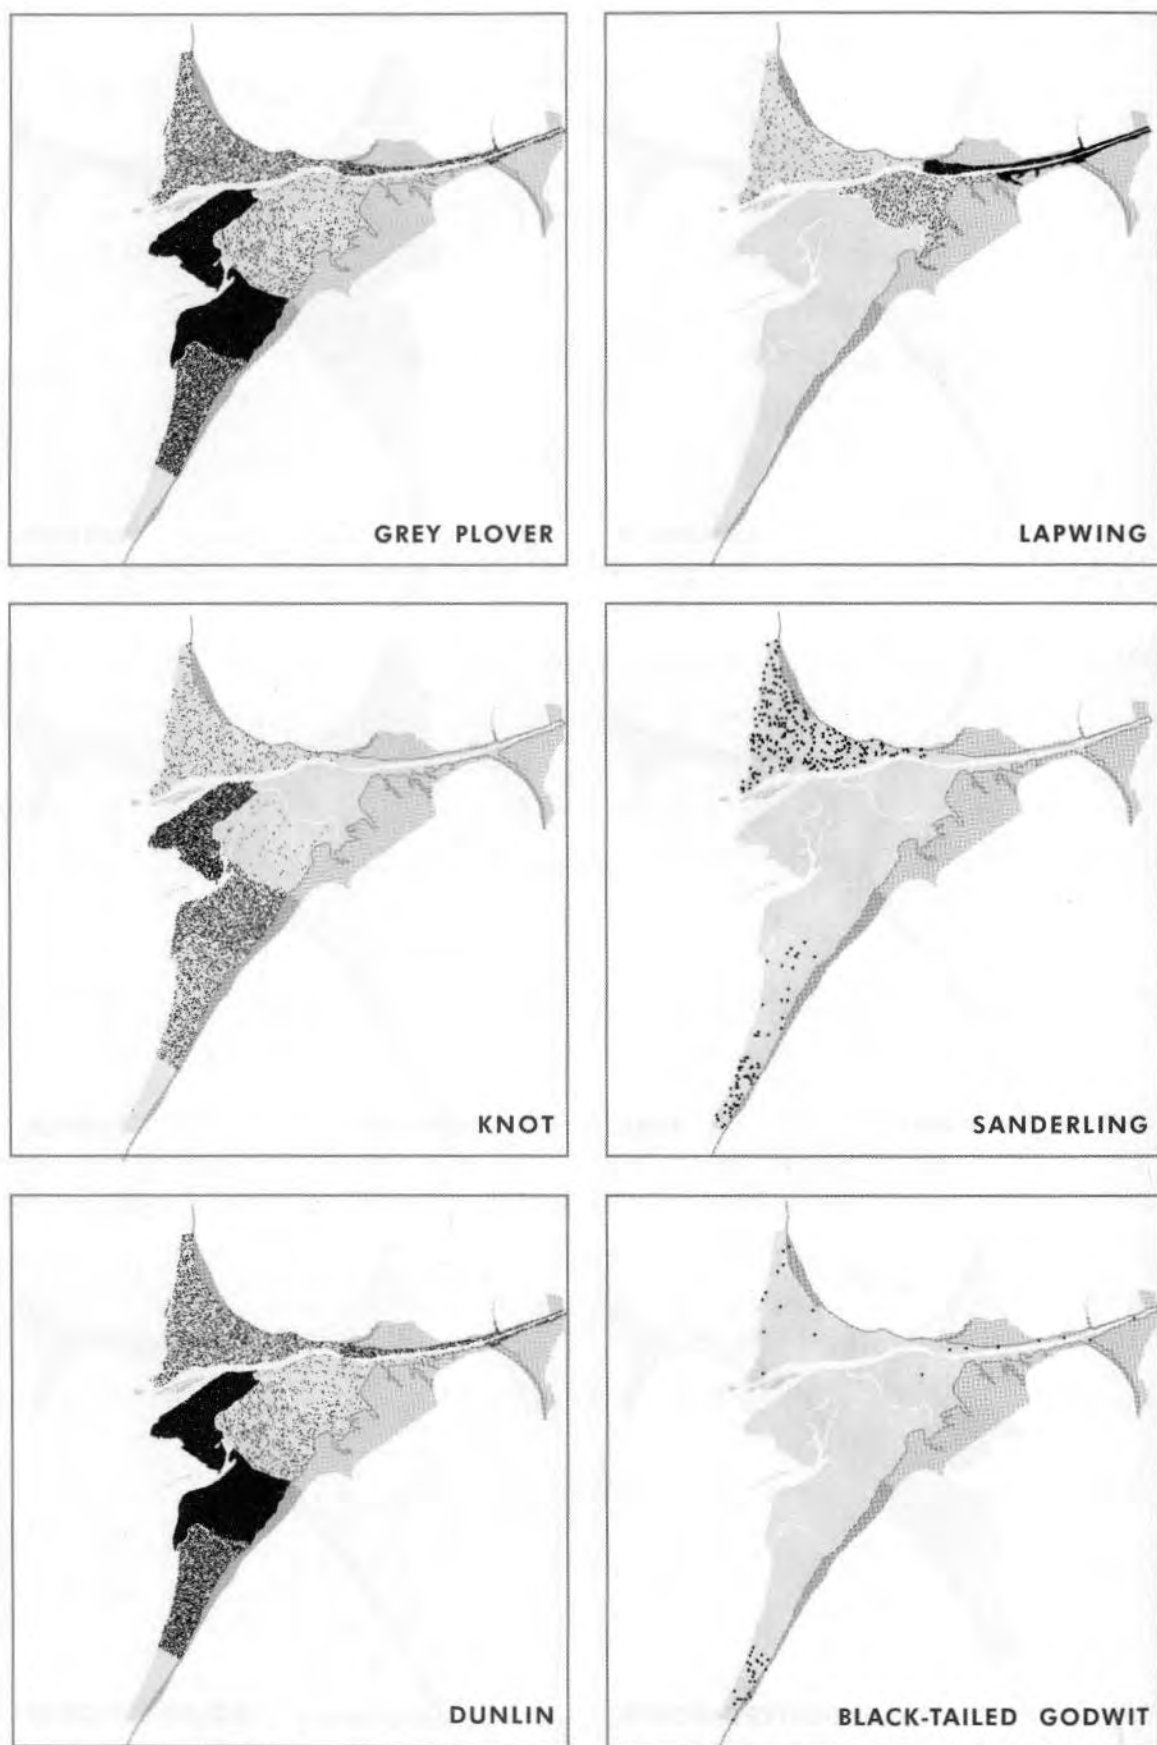 GREY PLOVER
LAPWING
KNOT
SANDERLING
DUNLIN
BLACK-TAILED GODWIT